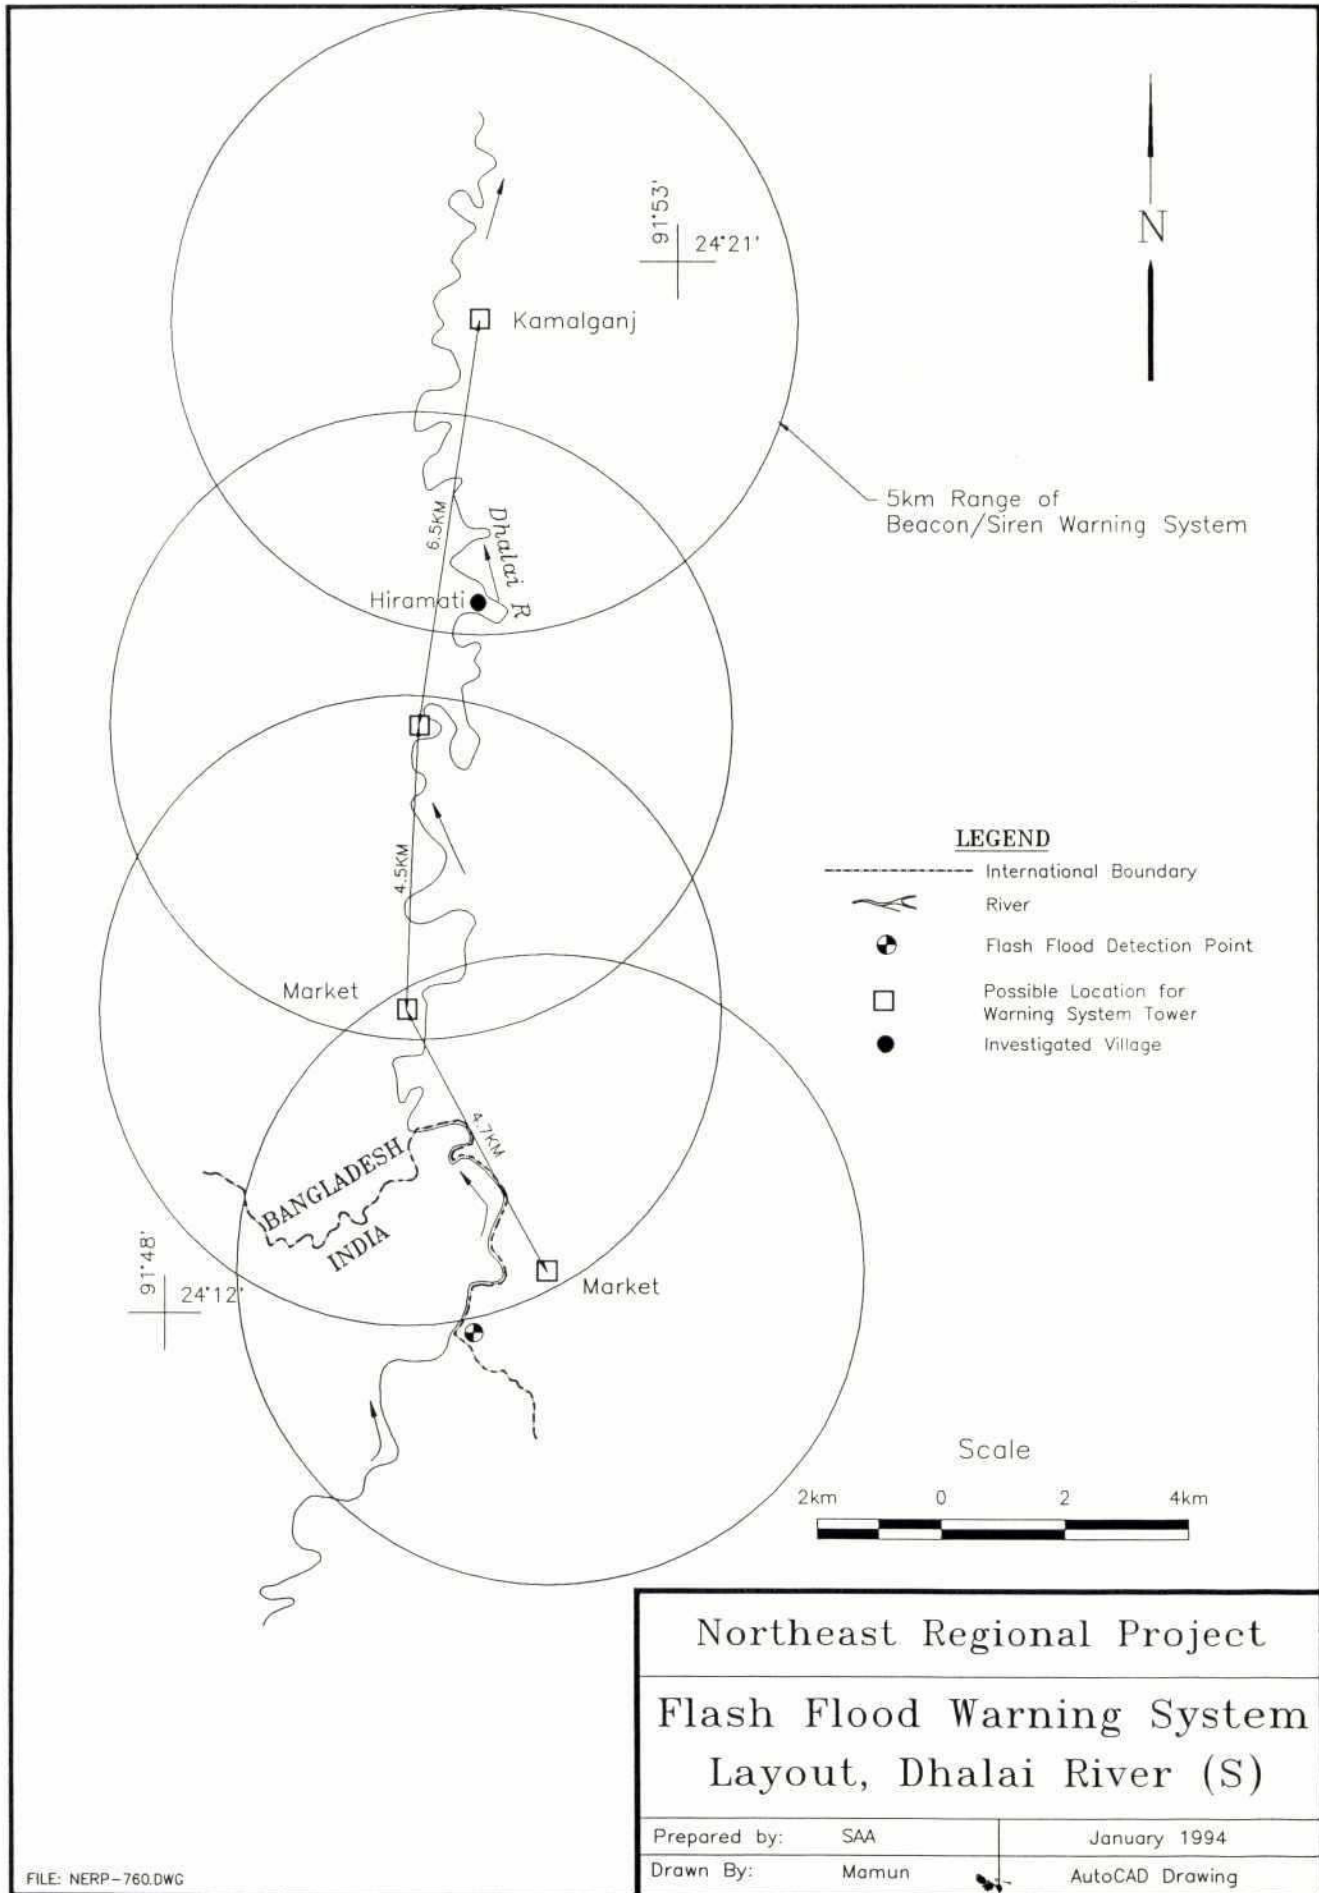 91°53'
24°21'
N
Kamalganj
5km Range of
Beacon/Siren Warning System
6.5KM
Dhalai R
Hiramati
4.5KM
LEGEND
International Boundary
River
Flash Flood Detection Point
Possible Location for
Warning System Tower
Investigated Village
Market
4.7KM
BANGLADESH
INDIA
91°48'
24°12'
Market
Scale
2km 0 2 4km
Northeast Regional Project
Flash Flood Warning System
Layout, Dhalai River (S)
Prepared by: SAA January 1994
Drawn By: Mamun AutoCAD Drawing
FILE: NERP-760.DWG